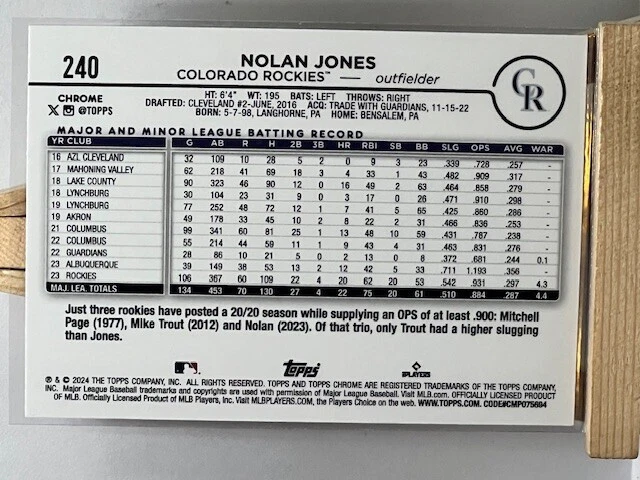 240
NOLAN JONES
COLORADO ROCKIES™ — outfielder
CR
CHROME
X @TOPPS
HT: 6'4" WT: 195 BATS: LEFT THROWS: RIGHT
DRAFTED: CLEVELAND #2-JUNE, 2016 ACQ: TRADE WITH GUARDIANS, 11-15-22
BORN: 5-7-98, LANGHORNE, PA HOME: BENSALEM, PA
MAJOR AND MINOR LEAGUE BATTING RECORD
YR CLUB G AB R H 2B 3B HR RBI SB BB SLG OPS AVG WAR
16 AZL CLEVELAND 32 109 10 28 5 2 0 9 3 23 .339 .728 .257 -
17 MAHONING VALLEY 62 218 41 69 18 3 4 33 1 43 .482 .909 .317 -
18 LAKE COUNTY 90 323 46 90 12 0 16 49 2 63 .464 .858 .279 -
18 LYNCHBURG 30 104 23 31 9 0 3 17 0 26 .471 .910 .298 -
19 LYNCHBURG 77 252 48 72 12 1 7 41 5 65 .425 .860 .286 -
19 AKRON 49 178 33 45 10 2 8 22 2 31 .466 .836 .253 -
21 COLUMBUS 99 341 60 81 25 1 13 48 10 59 .431 .787 .238 -
22 COLUMBUS 55 214 44 59 11 1 9 43 4 31 .463 .831 .276 -
22 GUARDIANS 28 86 10 21 5 0 2 13 0 8 .372 .681 .244 0.1
23 ALBUQUERQUE 39 149 38 53 13 2 12 42 5 33 .711 1.193 .356 -
23 ROCKIES 106 367 60 109 22 4 20 62 20 53 .542 .931 .297 4.3
MAJ. LEA. TOTALS 134 453 70 130 27 4 22 75 20 61 .510 .884 .287 4.4
Just three rookies have posted a 20/20 season while supplying an OPS of at least .900: Mitchell
Page (1977), Mike Trout (2012) and Nolan (2023). Of that trio, only Trout had a higher slugging
than Jones.
Topps
PLAYERS
® & © 2024 THE TOPPS COMPANY, INC. ALL RIGHTS RESERVED. TOPPS AND TOPPS CHROME ARE REGISTERED TRADEMARKS OF THE TOPPS COMPANY,
INC. Major League Baseball trademarks and copyrights are used with permission of Major League Baseball. Visit MLB.com. OFFICIALLY LICENSED PRODUCT
OF MLB. Officially Licensed Product of MLB Players, Inc. Visit MLBPLAYERS.COM, the Players Choice on the web. WWW.TOPPS.COM. CODE#CMP075604